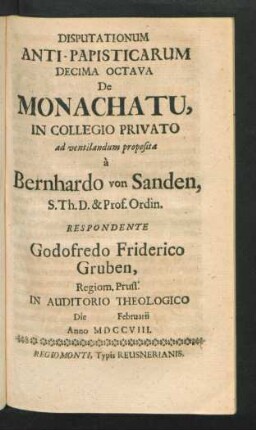 DISPUTATIONUM
ANTI-PAPISTICARUM
DECIMA OCTAVA
De
MONACHATU,
IN COLLEGIO PRIVATO
ad ventilandum proposita
à
Bernhardo von Sanden,
S. Th. D. & Prof. Ordin.
RESPONDENTE
Godofredo Friderico
Gruben,
Regiom. Pruss.
IN AUDITORIO THEOLOGICO
Die Februarii
Anno MDCCVIII.
REGIOMONTI, Typis REUSNERIANIS.